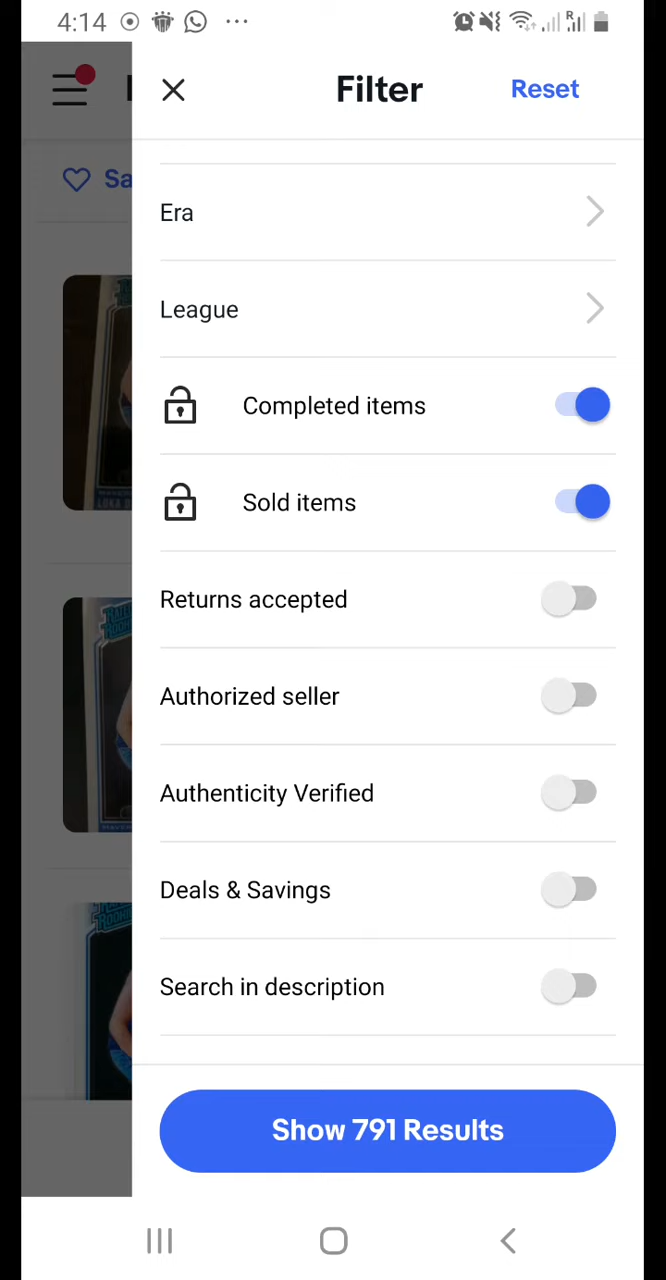 4:14
Filter
Reset
Sa
Era
League
Completed items
Sold items
Returns accepted
Authorized seller
Authenticity Verified
Deals & Savings
Search in description
Show 791 Results